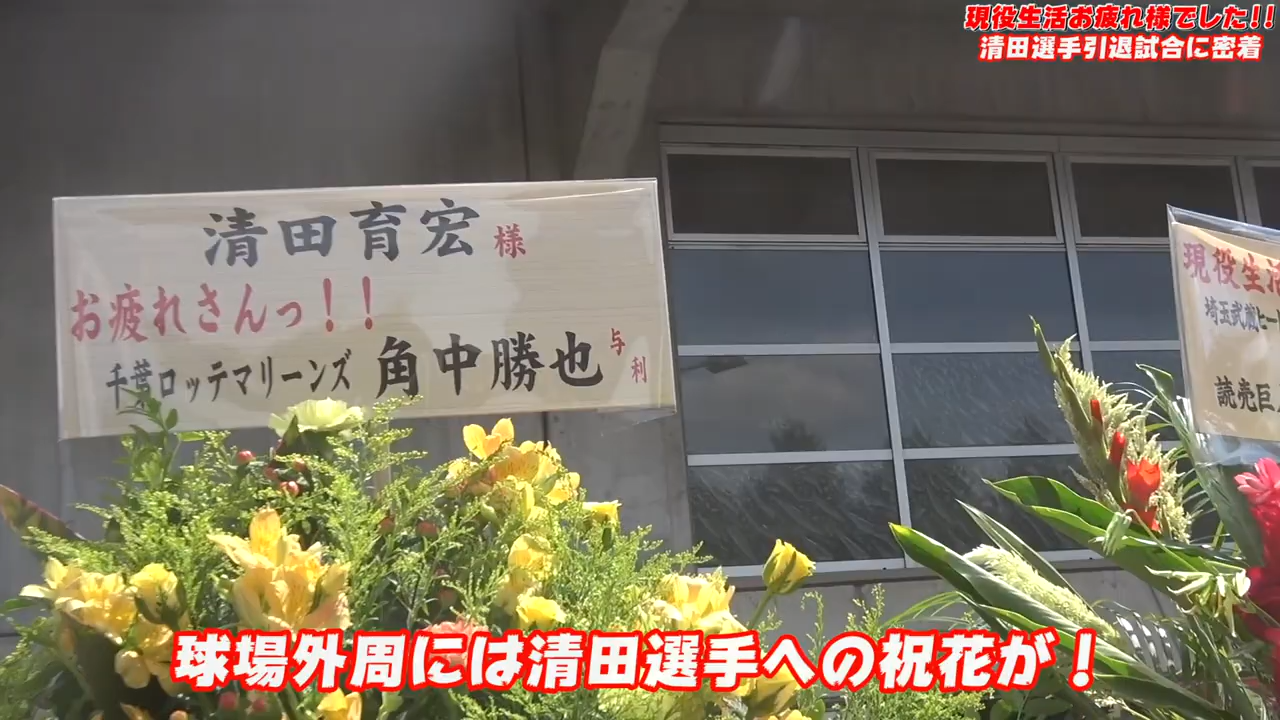 現役生活お疲れ様でした!!
清田選手引退試合に密着
清田育宏様
お疲れさんっ!!
千葉ロッテマリーンズ 角中勝也
与利
現役生活
埼玉武蔵ヒー
読売巨
球場外周には清田選手への祝花が!